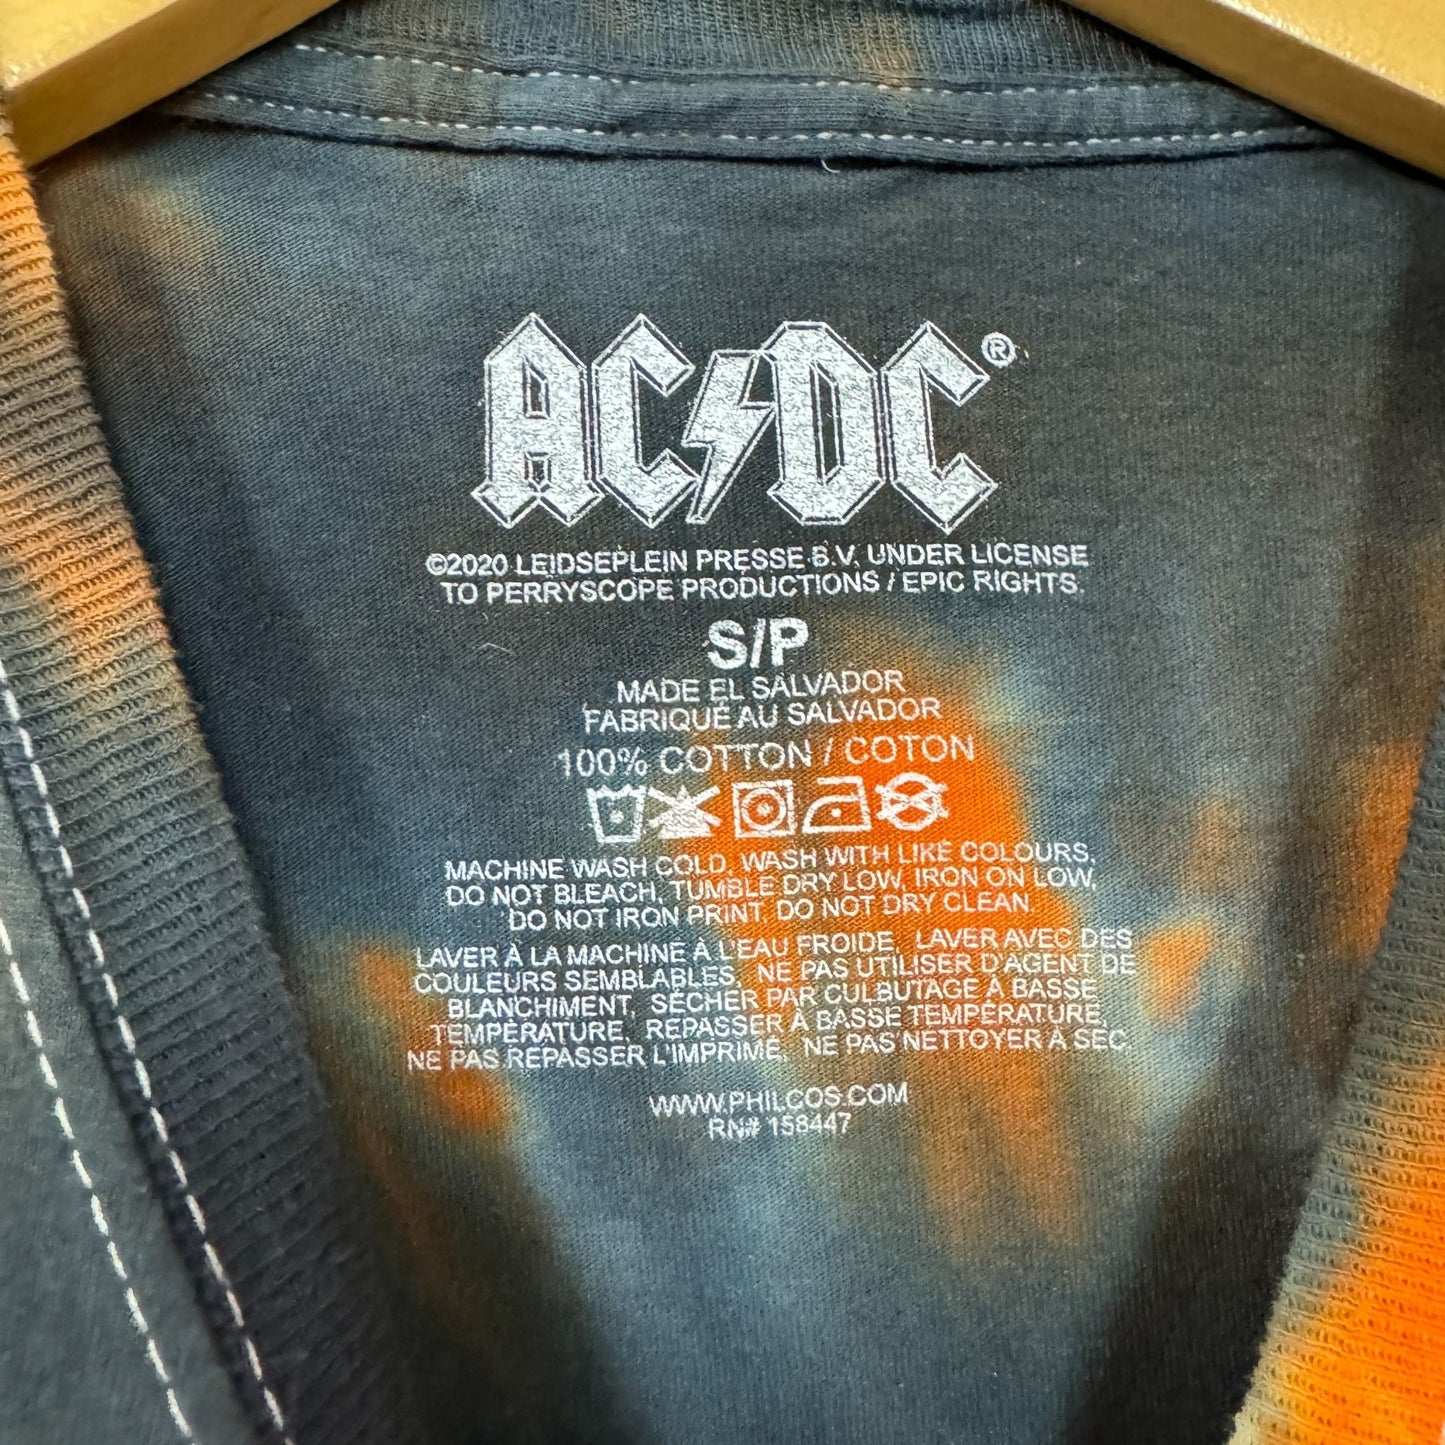 AC⚡DC®
©2020 LEIDSEPLEIN PRESSE B.V. UNDER LICENSE
TO PERRYSCOPE PRODUCTIONS / EPIC RIGHTS.
S/P
MADE EL SALVADOR
FABRIQUÉ AU SALVADOR
100% COTTON / COTON
MACHINE WASH COLD, WASH WITH LIKE COLOURS,
DO NOT BLEACH, TUMBLE DRY LOW, IRON ON LOW,
DO NOT IRON PRINT, DO NOT DRY CLEAN.
LAVER À LA MACHINE À L'EAU FROIDE, LAVER AVEC DES
COULEURS SEMBLABLES, NE PAS UTILISER D'AGENT DE
BLANCHIMENT, SÉCHER PAR CULBUTAGE À BASSE
TEMPÉRATURE, REPASSER À BASSE TEMPÉRATURE,
NE PAS REPASSER L'IMPRIMÉ, NE PAS NETTOYER À SEC.
WWW.PHILCOS.COM
RN# 158447